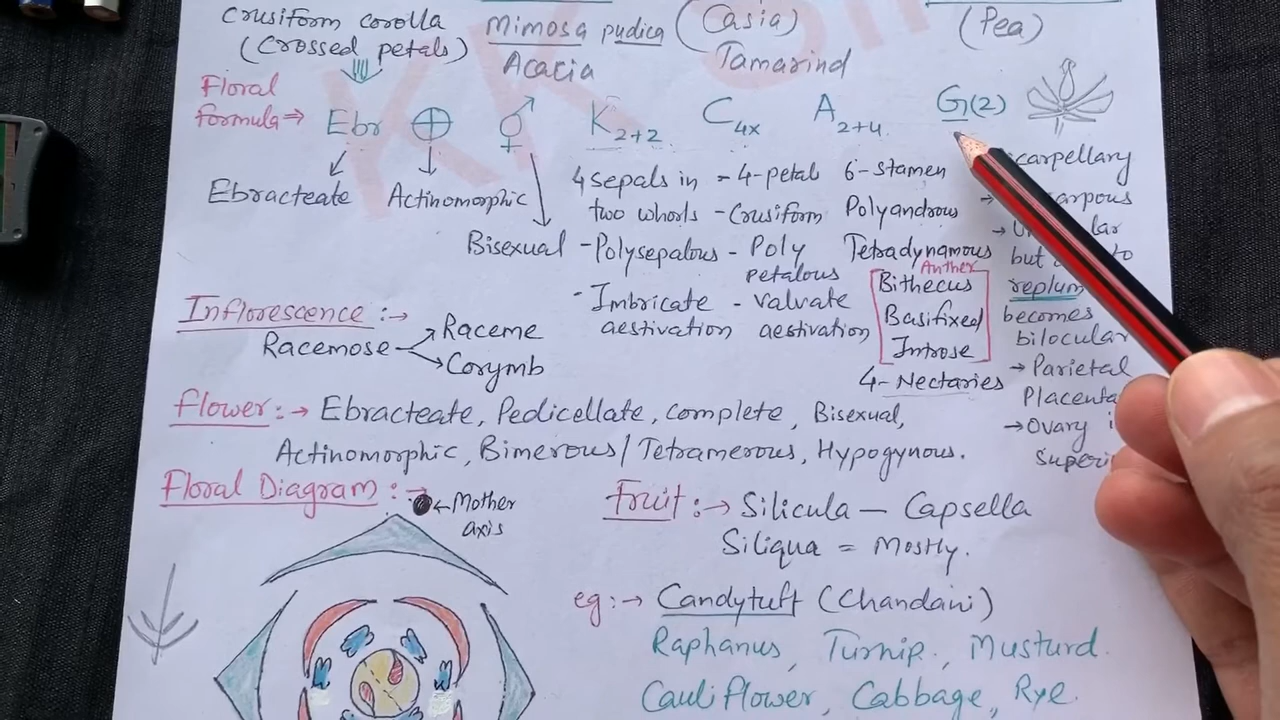 Crusiform corolla
(Crossed petals)
Mimosa pudica
Acacia
(Casia)
Tamarind
(Pea)
Floral
formula⇒
Ebr ⊕ ⚥ K2+2 C4x A2+4 G(2)
Ebracteate
Actinomorphic
Bisexual
4 sepals in
two whorls
-Polysepalous
- Imbricate
aestivation
- 4-petal
- Crusiform
- Poly
petalous
- valvate
aestivation
6-stamen
Polyandrous
Tetradynamous
Anther
Bithecus
Basifixed
Introse
4-Nectaries
but to
replum
becomes
bilocular
→ Parietal
→ Ovary
Inflorescence :→
Racemose
Raceme
Corymb
Flower:→ Ebracteate, Pedicellate, complete, Bisexual,
Actinomorphic, Bimerous/Tetramerous, Hypogynous.
Floral Diagram:→
←Mother
axis
Fruit:→ Silicula — Capsella
Siliqua = Mostly.
eg:→ Candytuft (Chandani)
Raphanus, Turnip, Musturd.
Cauliflower, Cabbage, Rye.